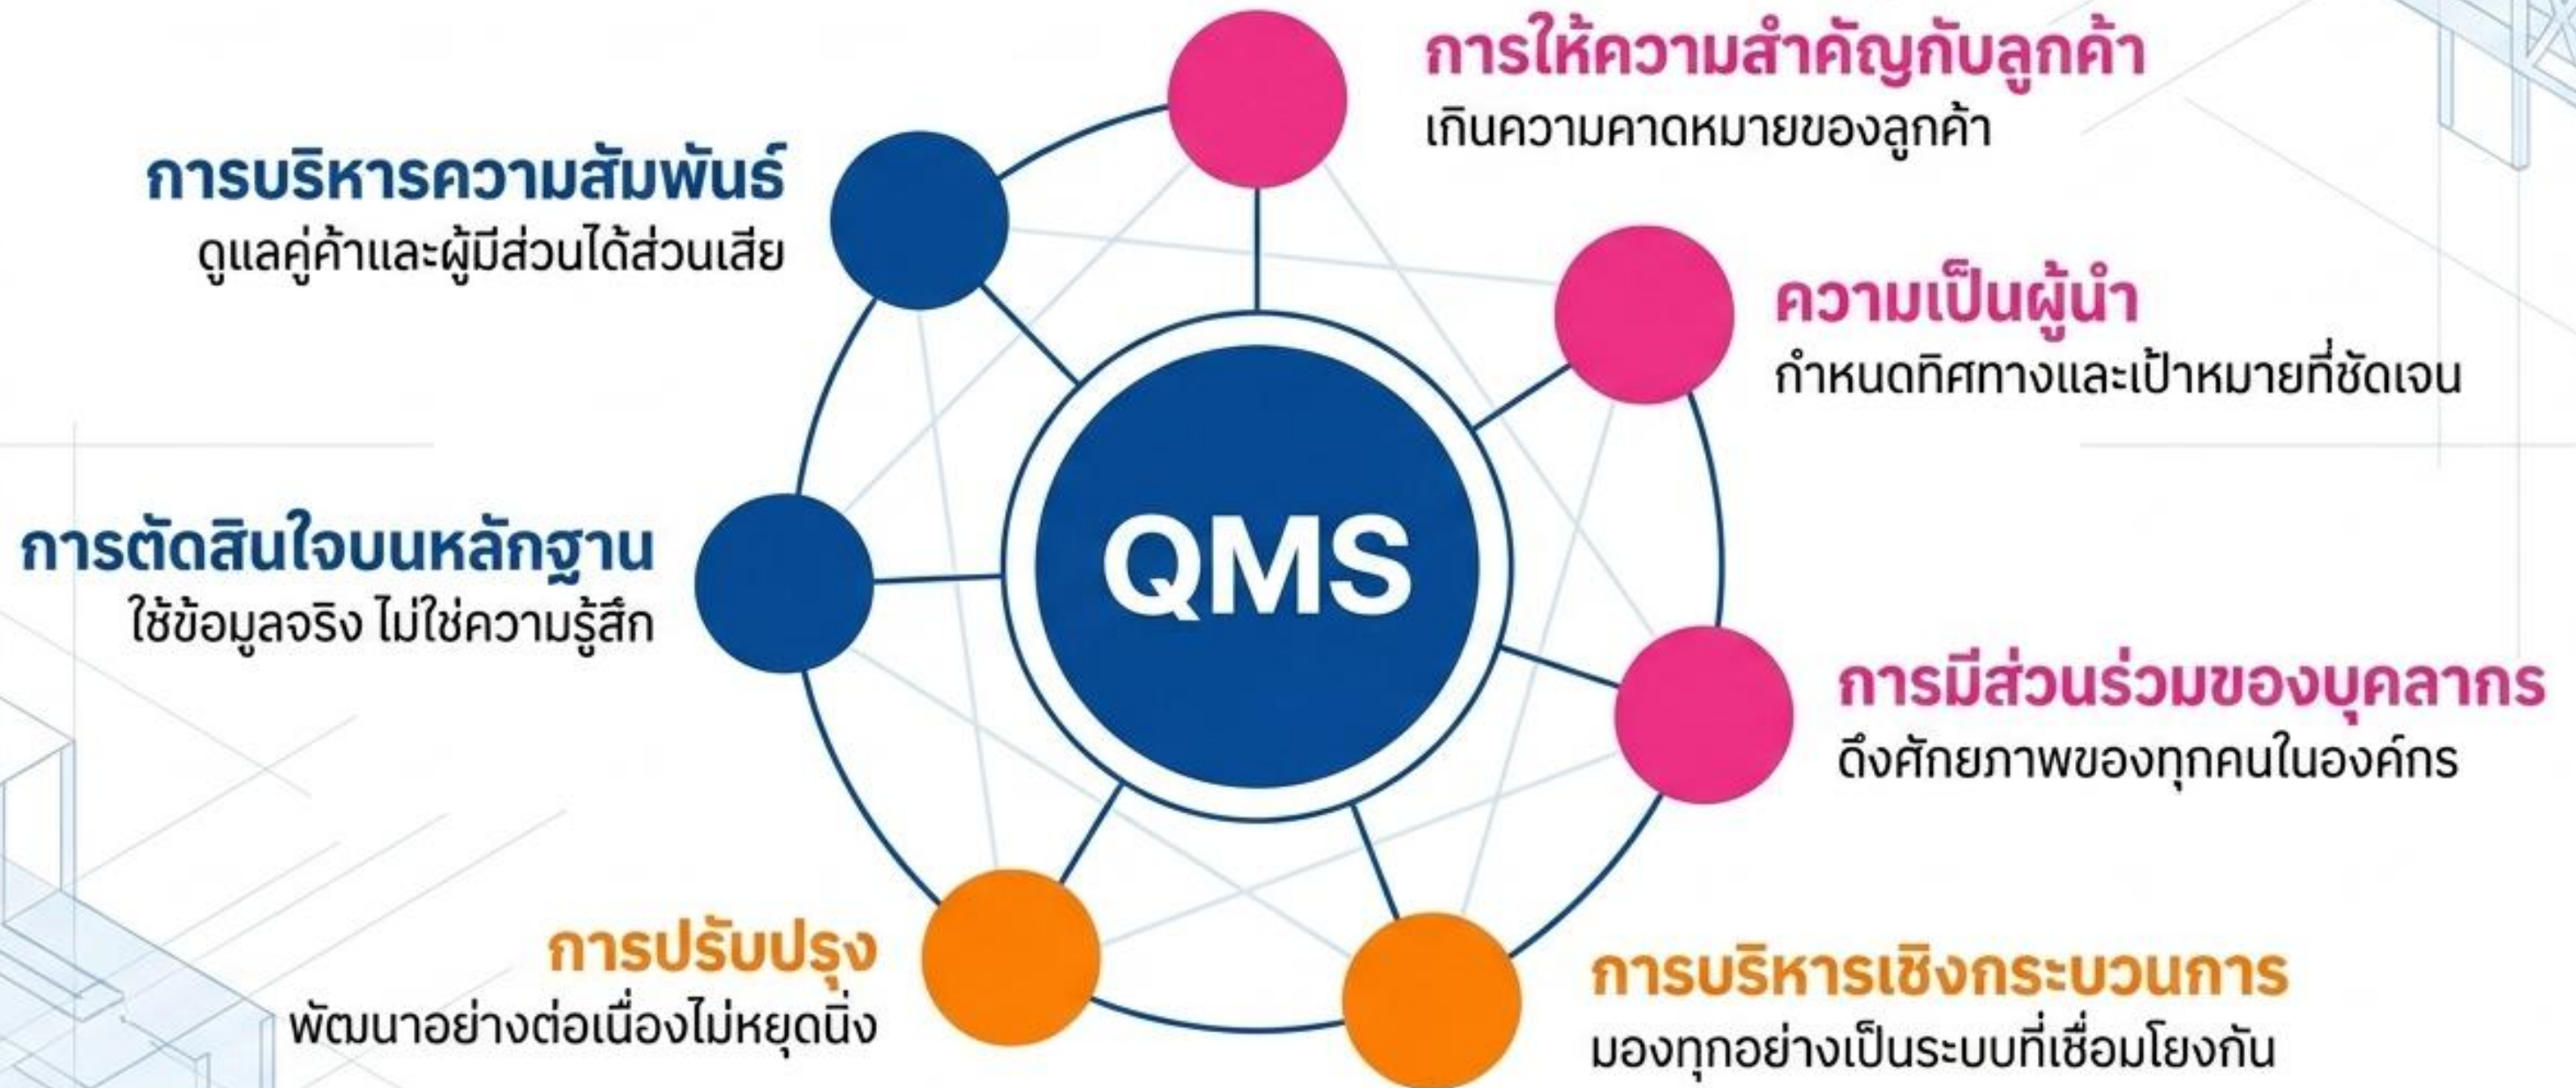 การให้ความสำคัญกับลูกค้า
เกินความคาดหมายของลูกค้า
ความเป็นผู้นำ
กำหนดทิศทางและเป้าหมายที่ชัดเจน
การมีส่วนร่วมของบุคลากร
ดึงศักยภาพของทุกคนในองค์กร
การบริหารเชิงกระบวนการ
มองทุกอย่างเป็นระบบที่เชื่อมโยงกัน
การปรับปรุง
พัฒนาอย่างต่อเนื่องไม่หยุดนิ่ง
การตัดสินใจบนหลักฐาน
ใช้ข้อมูลจริง ไม่ใช่ความรู้สึก
การบริหารความสัมพันธ์
ดูแลคู่ค้าและผู้มีส่วนได้ส่วนเสีย
QMS